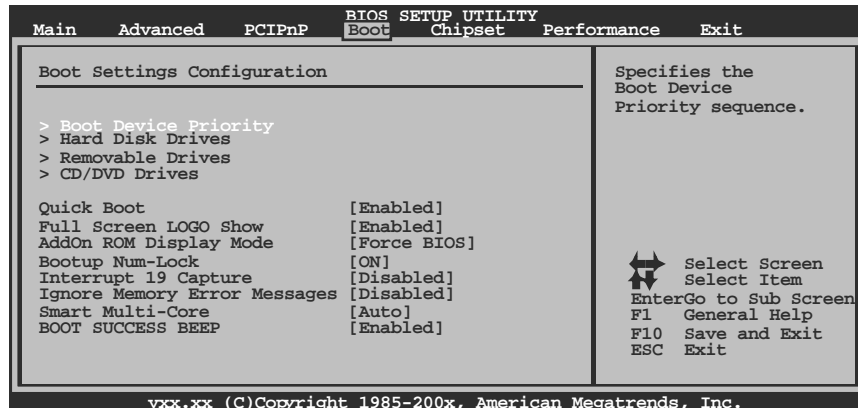 BIOS SETUP UTILITY
Main Advanced PCIPnP Boot Chipset Performance Exit
Boot Settings Configuration
> Boot Device Priority
> Hard Disk Drives
> Removable Drives
> CD/DVD Drives
Quick Boot [Enabled]
Full Screen LOGO Show [Enabled]
AddOn ROM Display Mode [Force BIOS]
Bootup Num-Lock [ON]
Interrupt 19 Capture [Disabled]
Ignore Memory Error Messages [Disabled]
Smart Multi-Core [Auto]
BOOT SUCCESS BEEP [Enabled]
Specifies the
Boot Device
Priority sequence.
Select Screen
Select Item
EnterGo to Sub Screen
F1 General Help
F10 Save and Exit
ESC Exit
vxx.xx (C)Copyright 1985-200x, American Megatrends, Inc.